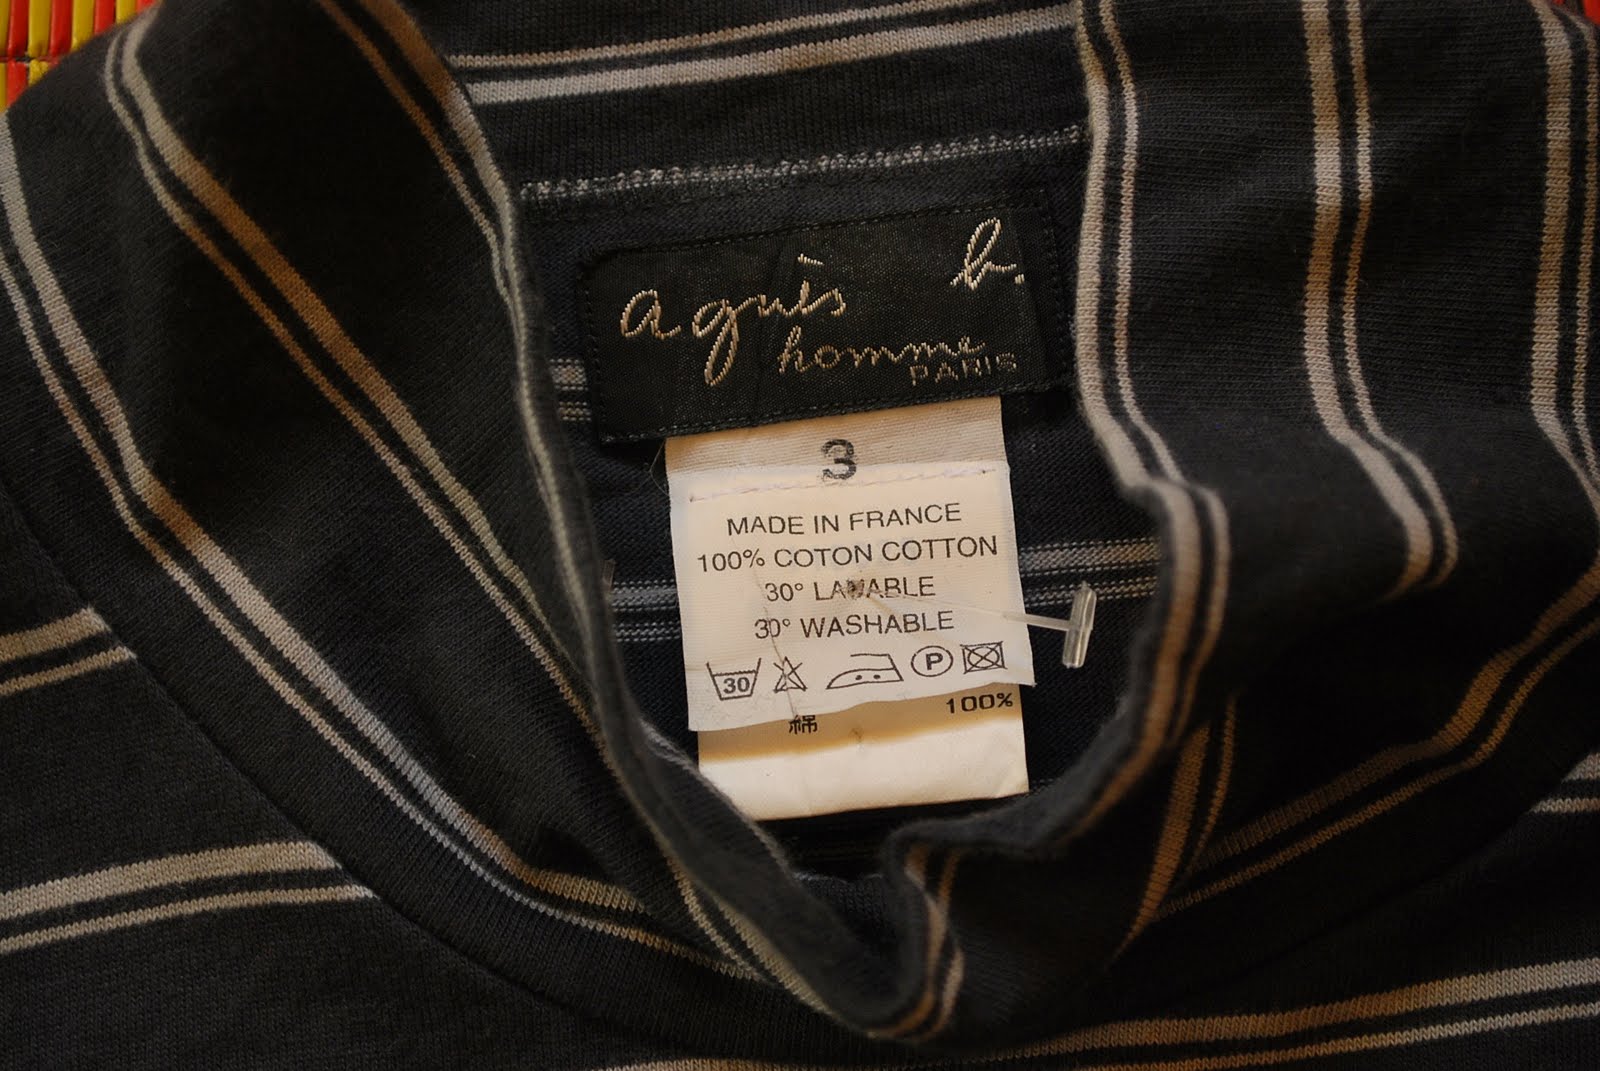 agnès b.
homme
PARIS
3
MADE IN FRANCE
100% COTON COTTON
30° LAVABLE
30° WASHABLE
30 P
綿 100%